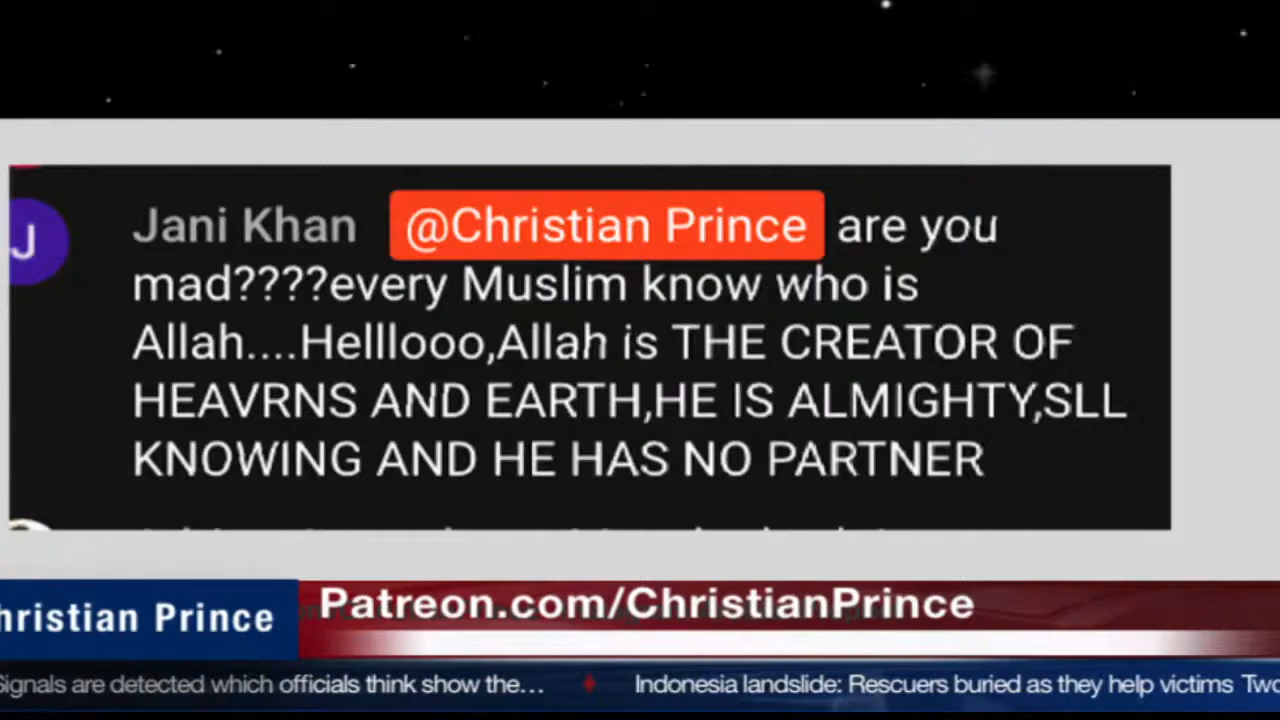 J
Jani Khan @Christian Prince are you
mad????every Muslim know who is
Allah....Helllooo,Allah is THE CREATOR OF
HEAVRNS AND EARTH,HE IS ALMIGHTY,SLL
KNOWING AND HE HAS NO PARTNER
hristian Prince
Patreon.com/ChristianPrince
Signals are detected which officials think show the... Indonesia landslide: Rescuers buried as they help victims Two